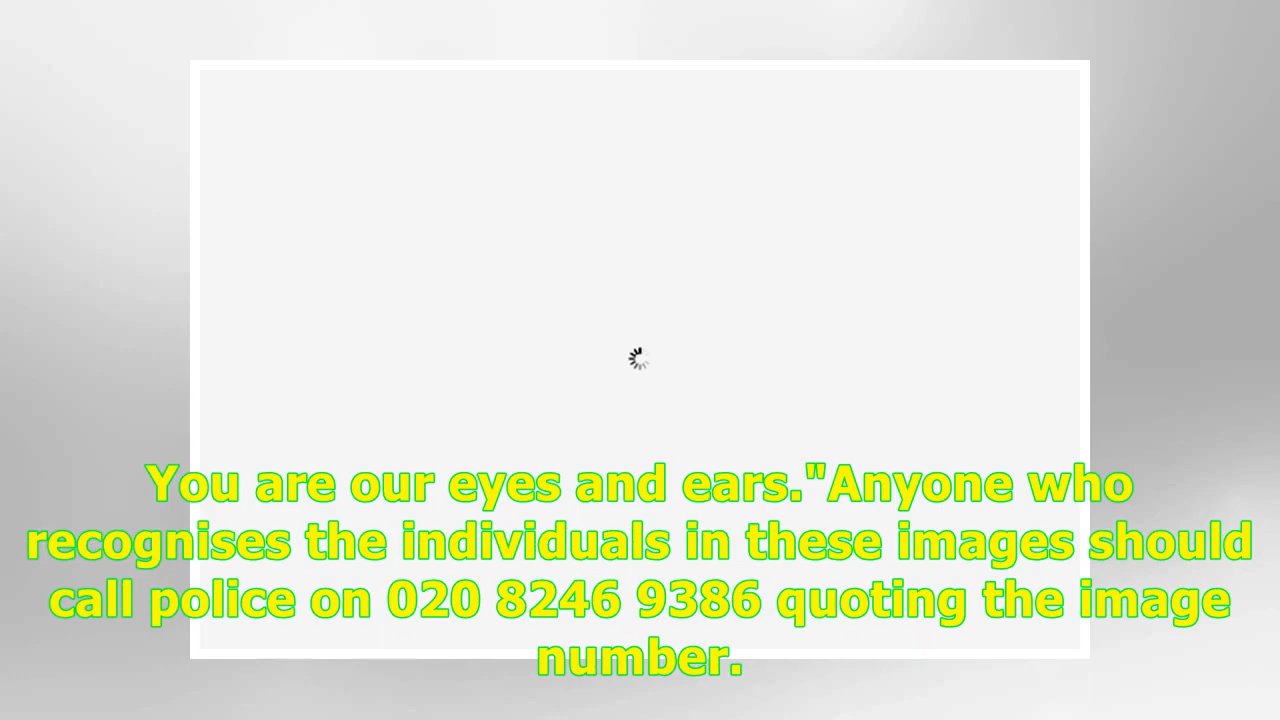 You are our eyes and ears."Anyone who
recognises the individuals in these images should
call police on 020 8246 9386 quoting the image
number.